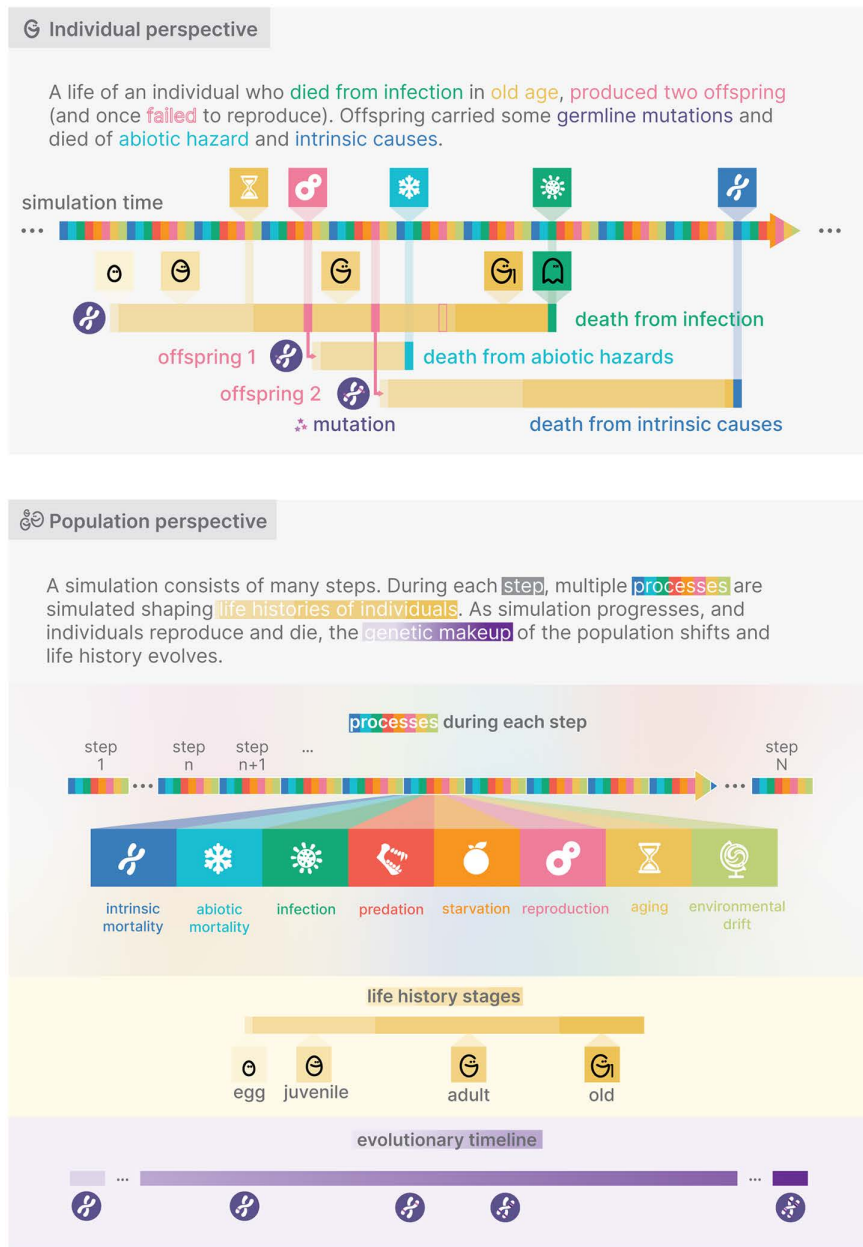 Individual perspective
A life of an individual who died from infection in old age, produced two offspring
(and once failed to reproduce). Offspring carried some germline mutations and
died of abiotic hazard and intrinsic causes.
simulation time
... ...
death from infection
offspring 1 death from abiotic hazards
offspring 2
mutation death from intrinsic causes
Population perspective
A simulation consists of many steps. During each step, multiple processes are
simulated shaping life histories of individuals. As simulation progresses, and
individuals reproduce and die, the genetic makeup of the population shifts and
life history evolves.
processes during each step
step step step ... step
1 n n+1 N
... ...
intrinsic abiotic infection predation starvation reproduction aging environmental
mortality mortality drift
life history stages
egg juvenile adult old
evolutionary timeline
... ...